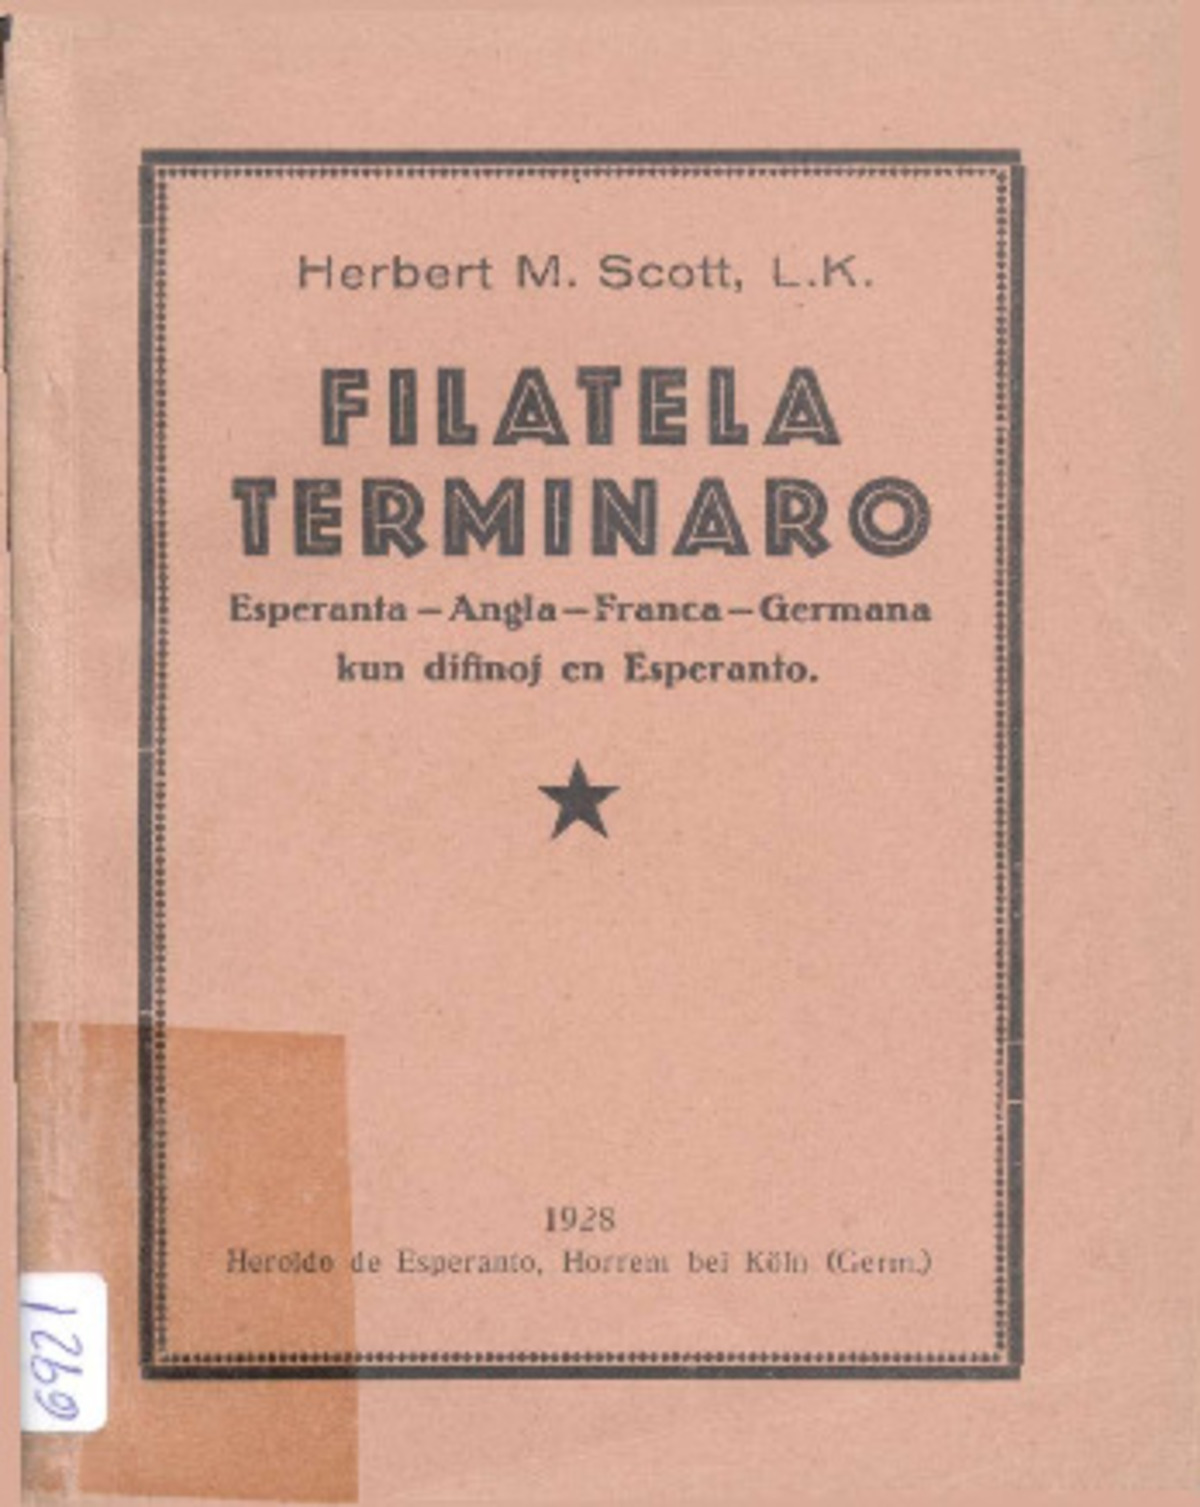 Herbert M. Scott, L.K.
FILATELA
TERMINARO
Esperanta — Angla — Franca — Germana
kun difinoj en Esperanto.
1928
Heroldo de Esperanto, Horrem bei Köln (Germ.)